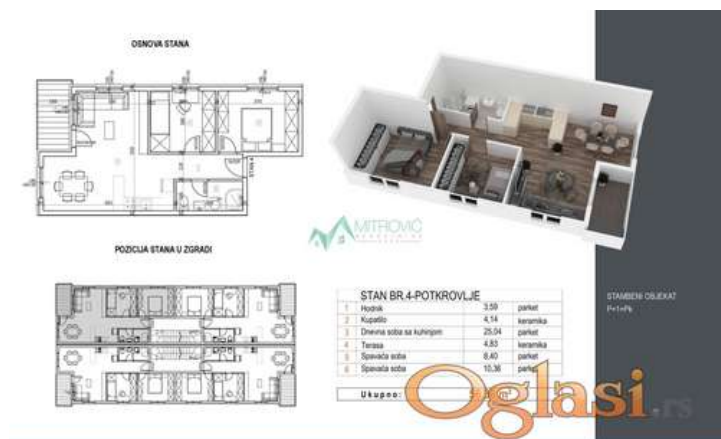 OSNOVA STANA
POZICIJA STANA U ZGRADI
MITROVIĆ
NEKRETNINE
STAN BR.4-POTKROVLJE
1 Hodnik 3,59 parket
2 Kupatilo 4,14 keramika
3 Dnevna soba sa kuhinjom 25,04 parket
4 Terasa 4,83 keramika
5 Spavaća soba 8,40 parket
6 Spavaća soba 10,36 parket
Ukupno:
STAMBENI OBJEKAT
P+1+Pk
Oglasi.rs